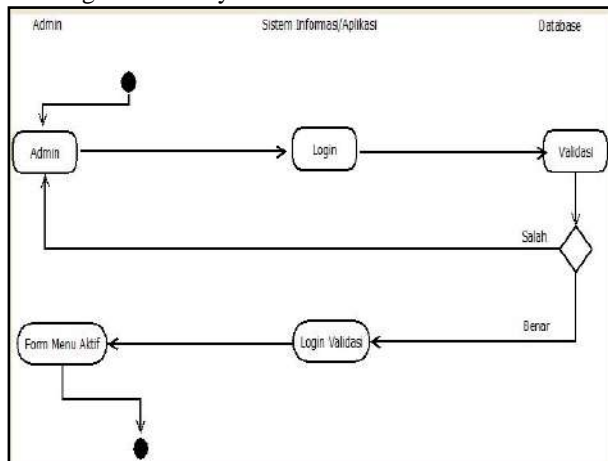 Admin Sistem Informasi/Aplikasi Database
Admin Login Validasi
Salah
Benar
Form Menu Aktif Login Validasi